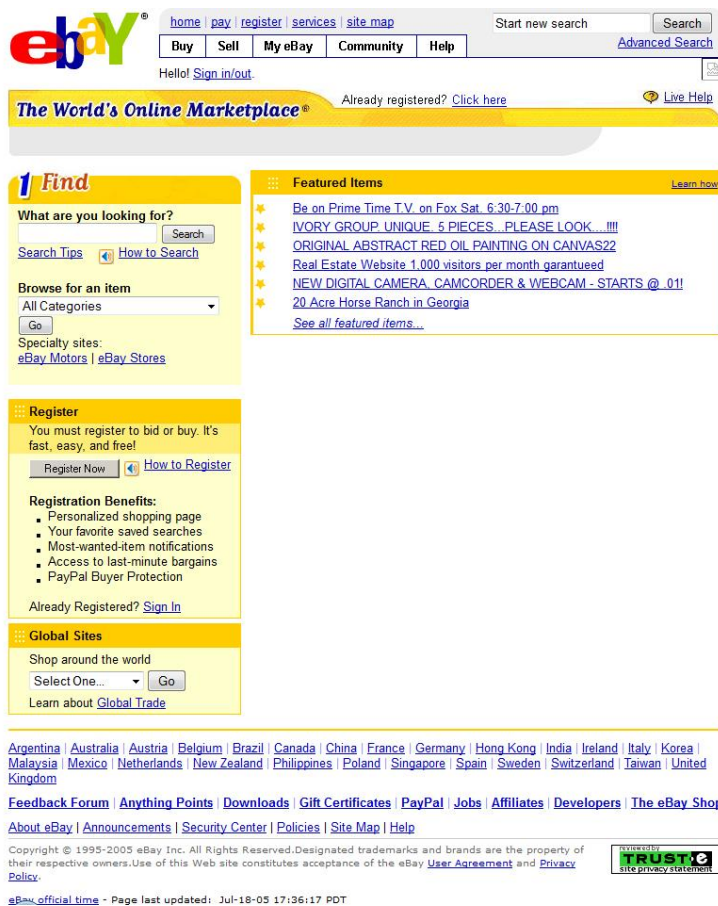 ebaY®
home | pay | register | services | site map
Start new search Search
Buy Sell My eBay Community Help
Advanced Search
Hello! Sign in/out.
The World's Online Marketplace®
Already registered? Click here
Live Help
1 Find
What are you looking for?
Search
Search Tips How to Search
Browse for an item
All Categories
Go
Specialty sites:
eBay Motors | eBay Stores
Featured Items Learn how
Be on Prime Time T.V. on Fox Sat. 6:30-7:00 pm
IVORY GROUP. UNIQUE. 5 PIECES...PLEASE LOOK....!!!!
ORIGINAL ABSTRACT RED OIL PAINTING ON CANVAS22
Real Estate Website 1,000 visitors per month garantueed
NEW DIGITAL CAMERA, CAMCORDER & WEBCAM - STARTS @ .01!
20 Acre Horse Ranch in Georgia
See all featured items...
Register
You must register to bid or buy. It's
fast, easy, and free!
Register Now How to Register
Registration Benefits:
Personalized shopping page
Your favorite saved searches
Most-wanted-item notifications
Access to last-minute bargains
PayPal Buyer Protection
Already Registered? Sign In
Global Sites
Shop around the world
Select One... Go
Learn about Global Trade
Argentina | Australia | Austria | Belgium | Brazil | Canada | China | France | Germany | Hong Kong | India | Ireland | Italy | Korea |
Malaysia | Mexico | Netherlands | New Zealand | Philippines | Poland | Singapore | Spain | Sweden | Switzerland | Taiwan | United
Kingdom
Feedback Forum | Anything Points | Downloads | Gift Certificates | PayPal | Jobs | Affiliates | Developers | The eBay Shop
About eBay | Announcements | Security Center | Policies | Site Map | Help
Copyright © 1995-2005 eBay Inc. All Rights Reserved.Designated trademarks and brands are the property of
their respective owners.Use of this Web site constitutes acceptance of the eBay User Agreement and Privacy
Policy.
reviewed by
TRUST-e
site privacy statement
eBay official time - Page last updated: Jul-18-05 17:36:17 PDT